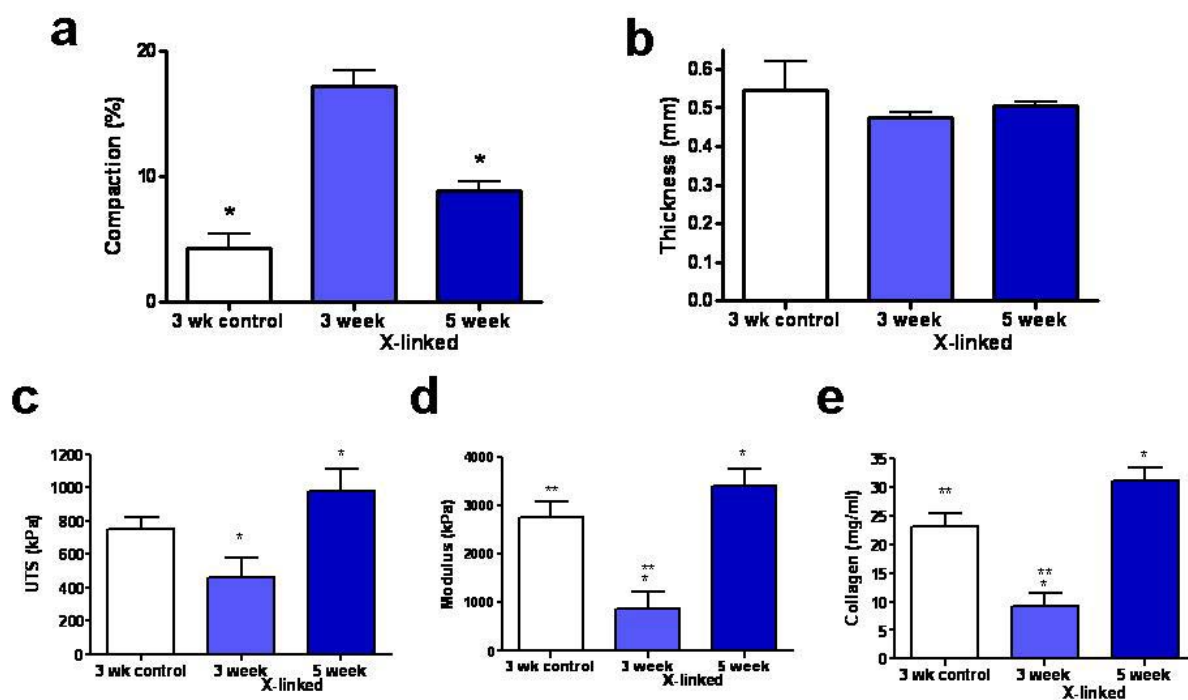 a
Compaction (%)
20
10
0
*
*
3 wk control 3 week 5 week
X-linked
b
Thickness (mm)
0.6
0.5
0.4
0.3
0.2
0.1
0.0
3 wk control 3 week 5 week
X-linked
c
UTS (kPa)
1200
1000
800
600
400
200
0
*
*
3 wk control 3 week 5 week
X-linked
d
Modulus (kPa)
4000
3000
2000
1000
0
**
**
*
*
3 wk control 3 week 5 week
X-linked
e
Collagen (mg/ml)
35
30
25
20
15
10
5
0
**
**
*
*
3 wk control 3 week 5 week
X-linked